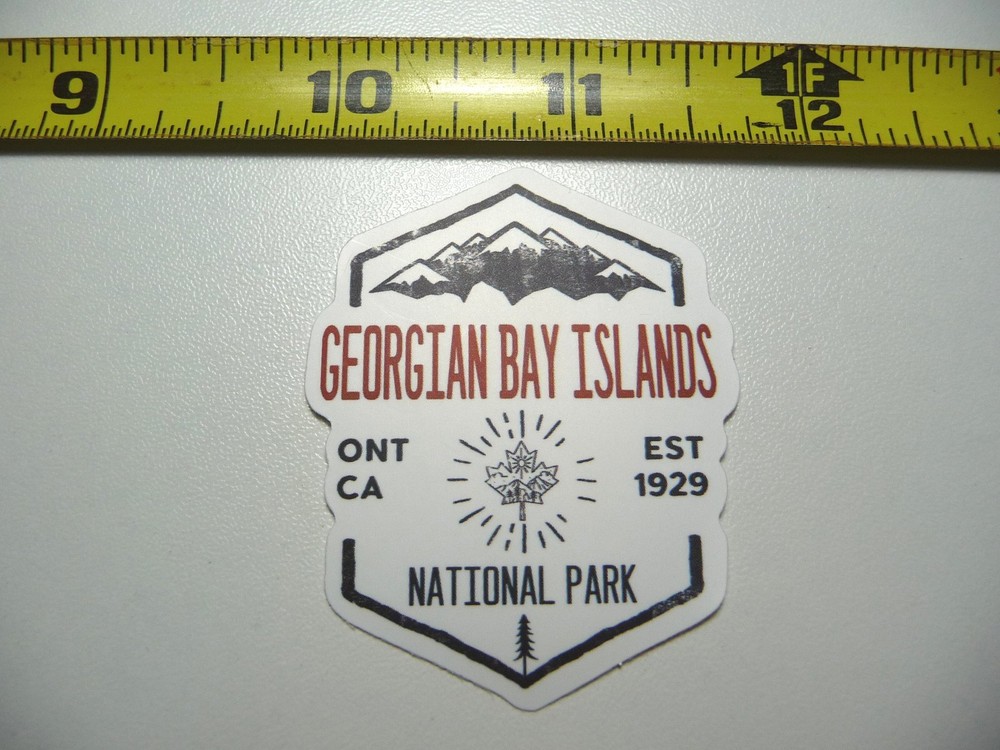 9 10 11 1F 12
GEORGIAN BAY ISLANDS
ONT EST
CA 1929
NATIONAL PARK